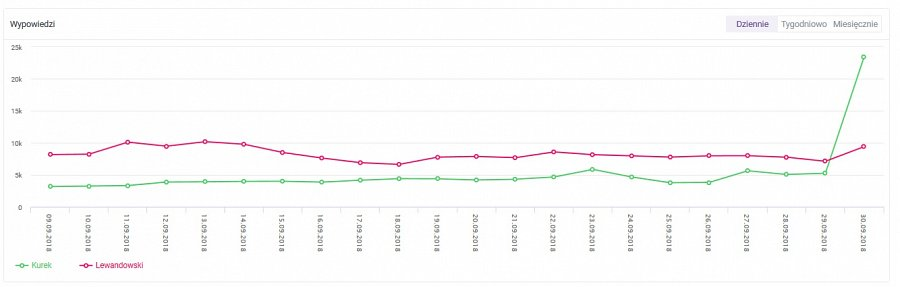 Wypowiedzi
Dziennie Tygodniowo Miesięcznie
25k
20k
15k
10k
5k
0
09.09.2018 10.09.2018 11.09.2018 12.09.2018 13.09.2018 14.09.2018 15.09.2018 16.09.2018 17.09.2018 18.09.2018 19.09.2018 20.09.2018 21.09.2018 22.09.2018 23.09.2018 24.09.2018 25.09.2018 26.09.2018 27.09.2018 28.09.2018 29.09.2018 30.09.2018
Kurek Lewandowski